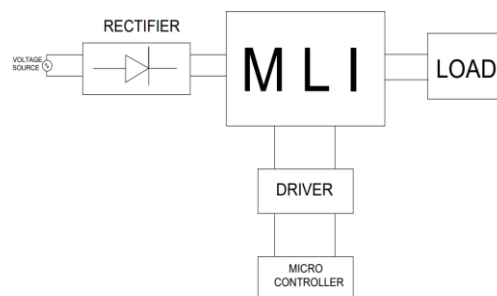 RECTIFIER
VOLTAGE
SOURCE
M L I
LOAD
DRIVER
MICRO
CONTROLLER